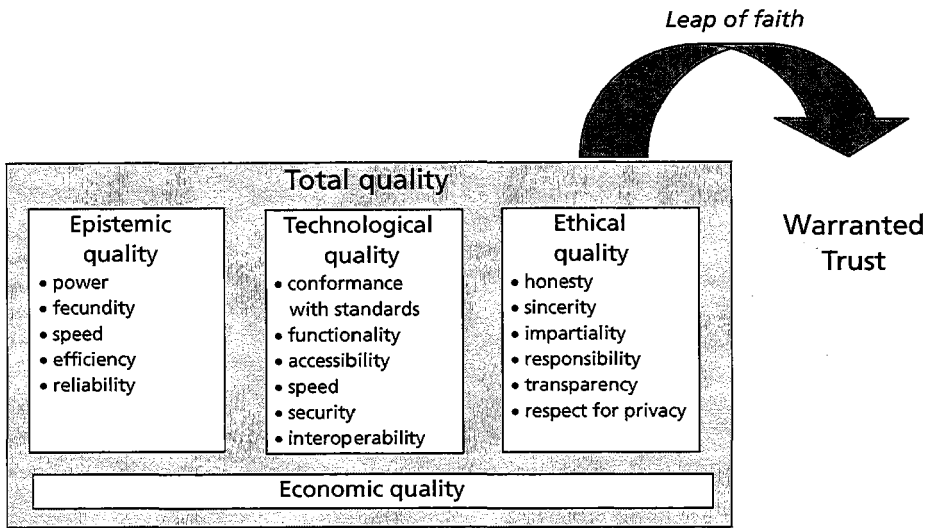 Leap of faith
Total quality
Epistemic
quality
• power
• fecundity
• speed
• efficiency
• reliability
Technological
quality
• conformance
with standards
• functionality
• accessibility
• speed
• security
• interoperability
Ethical
quality
• honesty
• sincerity
• impartiality
• responsibility
• transparency
• respect for privacy
Economic quality
Warranted
Trust